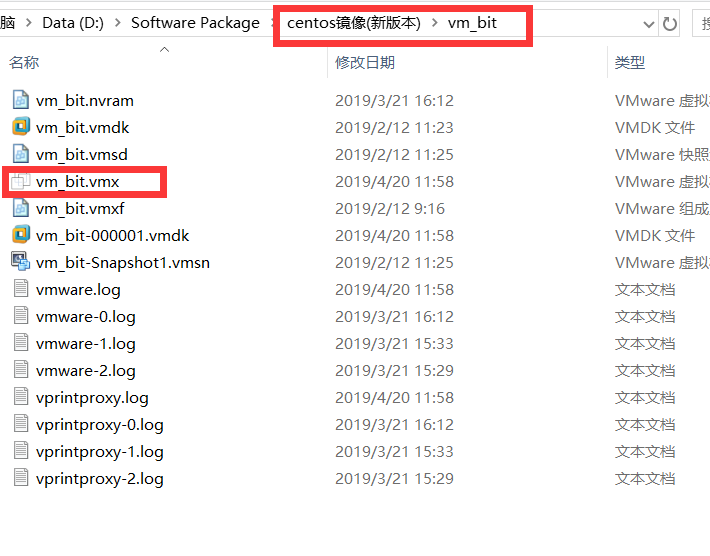 脑 > Data (D:) > Software Package > centos镜像(新版本) > vm_bit
名称 修改日期 类型
vm_bit.nvram 2019/3/21 16:12 VMware 虚拟
vm_bit.vmdk 2019/2/12 11:23 VMDK 文件
vm_bit.vmsd 2019/2/12 11:25 VMware 快照
vm_bit.vmx 2019/4/20 11:58 VMware 虚拟
vm_bit.vmxf 2019/2/12 9:16 VMware 组成
vm_bit-000001.vmdk 2019/4/20 11:58 VMDK 文件
vm_bit-Snapshot1.vmsn 2019/2/12 11:25 VMware 虚拟
vmware.log 2019/4/20 11:58 文本文档
vmware-0.log 2019/3/21 16:12 文本文档
vmware-1.log 2019/3/21 15:33 文本文档
vmware-2.log 2019/3/21 15:29 文本文档
vprintproxy.log 2019/4/20 11:58 文本文档
vprintproxy-0.log 2019/3/21 16:12 文本文档
vprintproxy-1.log 2019/3/21 15:33 文本文档
vprintproxy-2.log 2019/3/21 15:29 文本文档